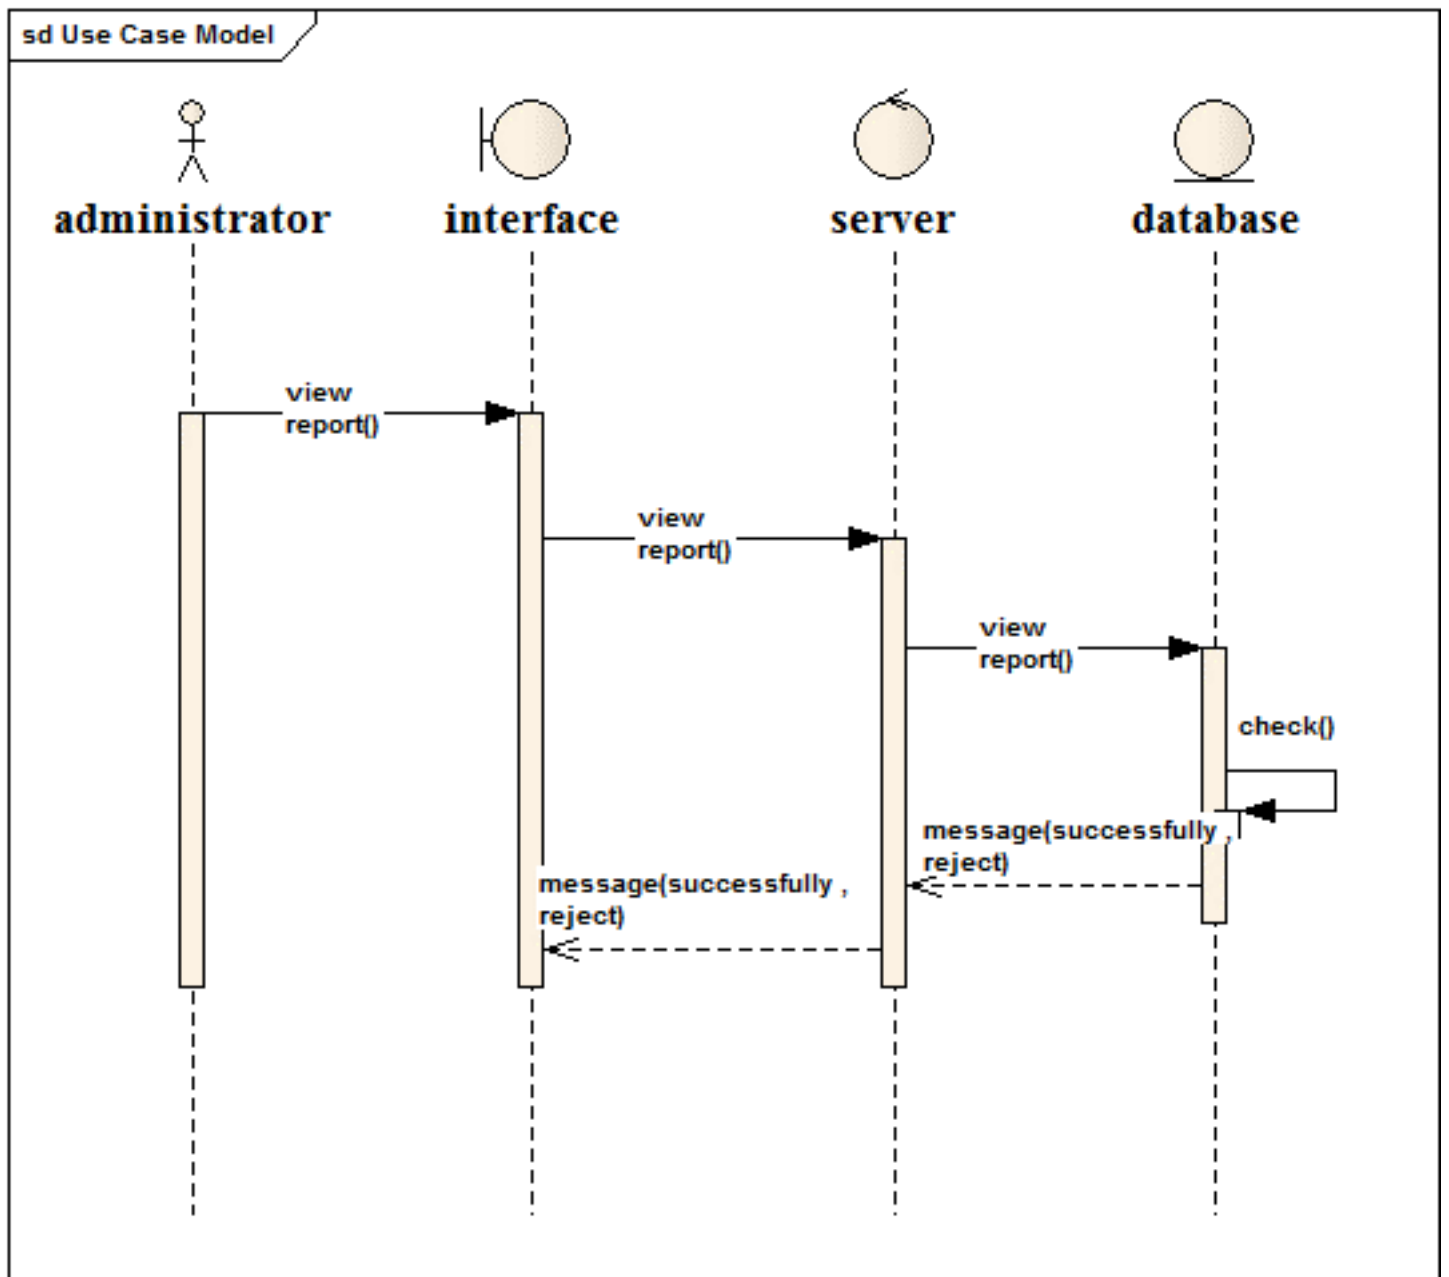 sd Use Case Model
administrator
interface
server
database
view
report()
view
report()
view
report()
check()
message(successfully ,
reject)
message(successfully ,
reject)